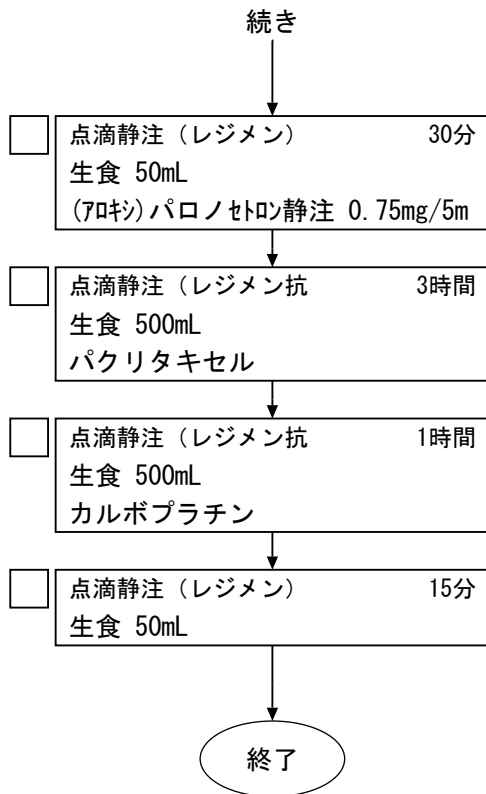 続き
点滴静注（レジメン） 30分
生食 50mL
(ｱﾛｷｼ)パロノｾﾄﾛﾝ静注 0.75mg/5m
点滴静注（レジメン抗 3時間
生食 500mL
パクリタキセル
点滴静注（レジメン抗 1時間
生食 500mL
カルボプラチン
点滴静注（レジメン） 15分
生食 50mL
終了